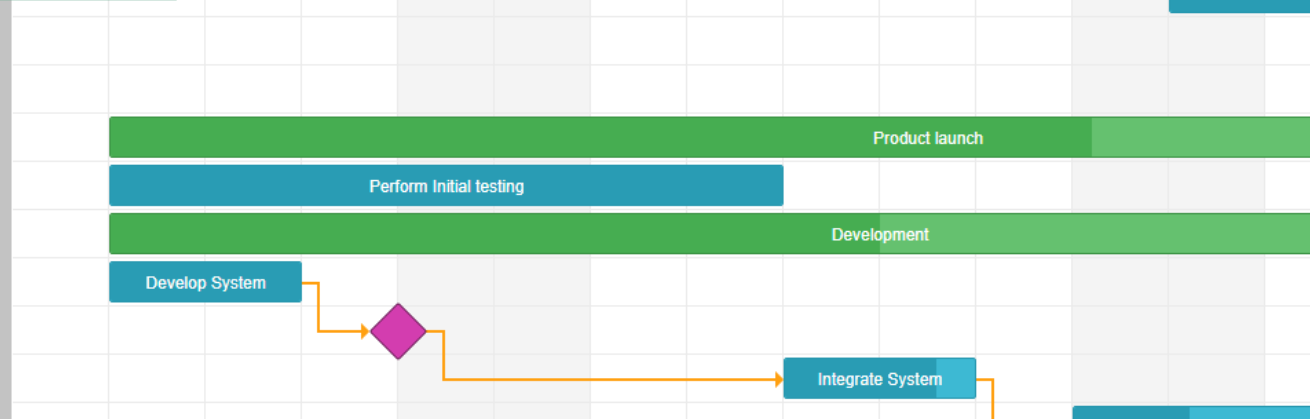 Product launch
Perform Initial testing
Development
Develop System
Integrate System